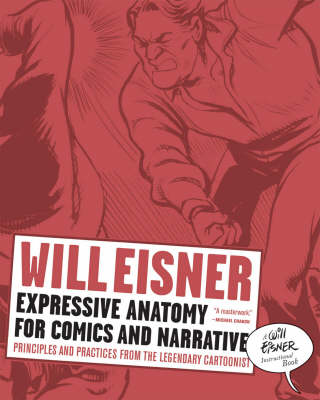 WILL EISNER
EXPRESSIVE ANATOMY
"A masterwork."
—MICHAEL CHABON
FOR COMICS AND NARRATIVE
PRINCIPLES AND PRACTICES FROM THE LEGENDARY CARTOONIST
A Will
EISNER
Instructional
Book